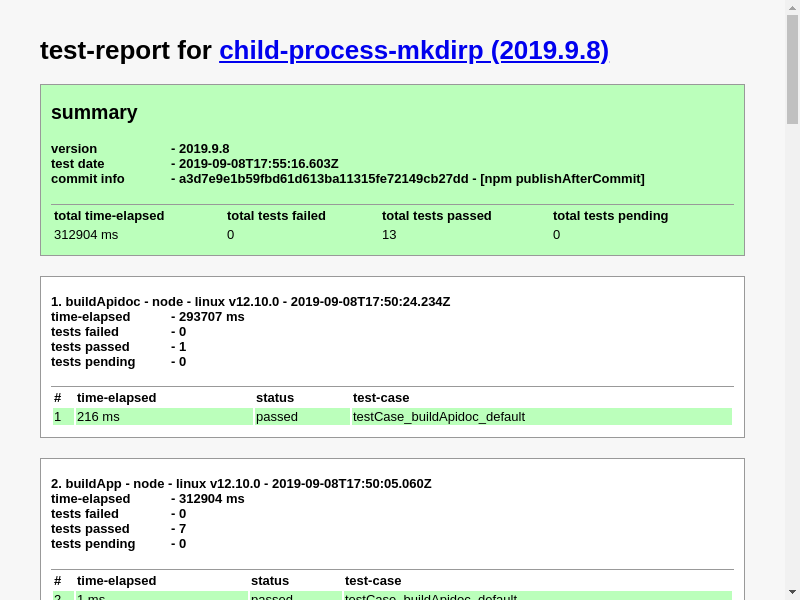 test-report for child-process-mkdirp (2019.9.8)
summary
version - 2019.9.8
test date - 2019-09-08T17:55:16.603Z
commit info - a3d7e9e1b59fbd61d613ba11315fe72149cb27dd - [npm publishAfterCommit]
total time-elapsed total tests failed total tests passed total tests pending
312904 ms 0 13 0
1. buildApidoc - node - linux v12.10.0 - 2019-09-08T17:50:24.234Z
time-elapsed - 293707 ms
tests failed - 0
tests passed - 1
tests pending - 0
# time-elapsed status test-case
1 216 ms passed testCase_buildApidoc_default
2. buildApp - node - linux v12.10.0 - 2019-09-08T17:50:05.060Z
time-elapsed - 312904 ms
tests failed - 0
tests passed - 7
tests pending - 0
# time-elapsed status test-case
2 1 ms passed testCase_buildApidoc_default